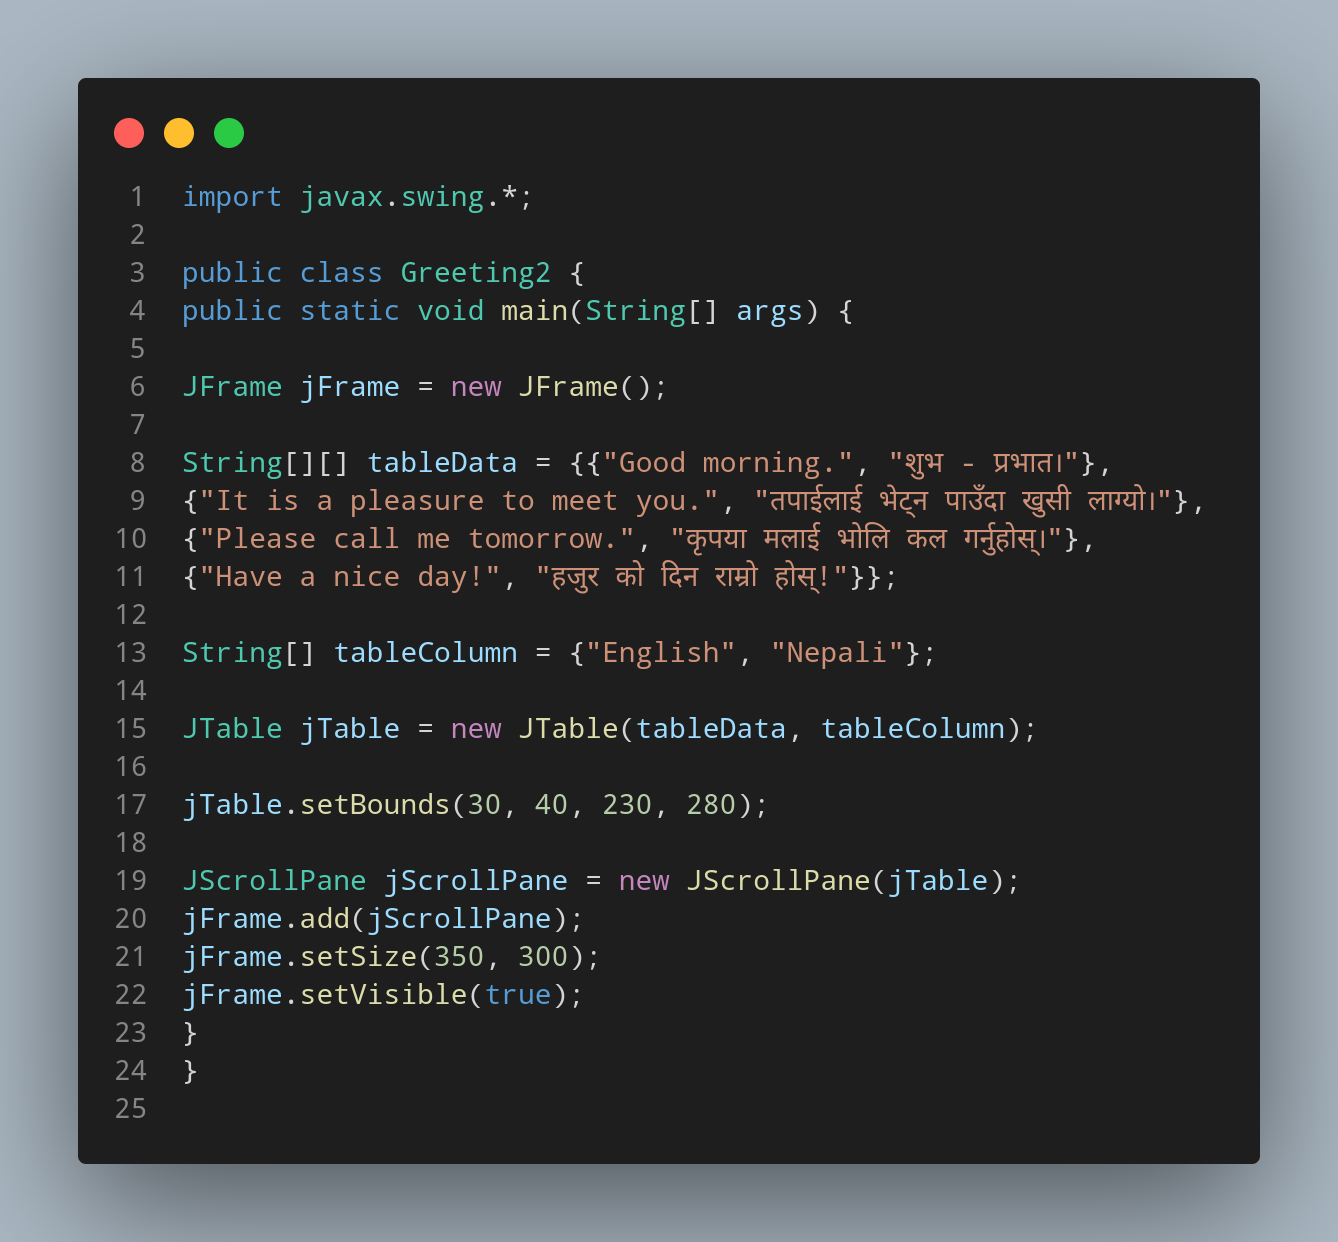 1 import javax.swing.*;
2
3 public class Greeting2 {
4 public static void main(String[] args) {
5
6 JFrame jFrame = new JFrame();
7
8 String[][] tableData = {{"Good morning.", "शुभ - प्रभात।"},
9 {"It is a pleasure to meet you.", "तपाईलाई भेट्न पाउँदा खुसी लाग्यो।"},
10 {"Please call me tomorrow.", "कृपया मलाई भोलि कल गर्नुहोस्।"},
11 {"Have a nice day!", "हजुर को दिन राम्रो होस्!"}};
12
13 String[] tableColumn = {"English", "Nepali"};
14
15 JTable jTable = new JTable(tableData, tableColumn);
16
17 jTable.setBounds(30, 40, 230, 280);
18
19 JScrollPane jScrollPane = new JScrollPane(jTable);
20 jFrame.add(jScrollPane);
21 jFrame.setSize(350, 300);
22 jFrame.setVisible(true);
23 }
24 }
25